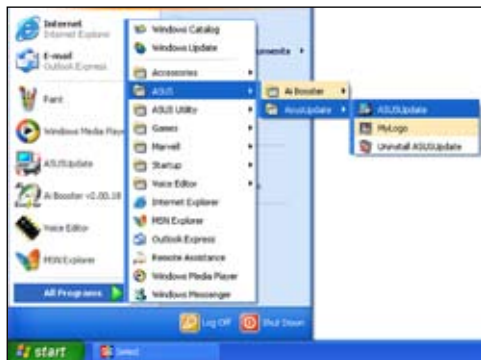 Internet
Internet Explorer
E-mail
Outlook Express
Paint
Windows Media Player
ASUSUpdate
Ai Booster v2.00.18
Voice Editor
MSN Explorer
All Programs
Windows Catalog
Windows Update
Accessories
ASUS
ASUS Utility
Games
Marvell
Startup
Voice Editor
Internet Explorer
MSN Explorer
Outlook Express
Remote Assistance
Windows Media Player
Windows Messenger
Ai Booster
AsusUpdate
ASUSUpdate
MyLogo
Uninstall ASUSUpdate
Log Off
Shut Down
start